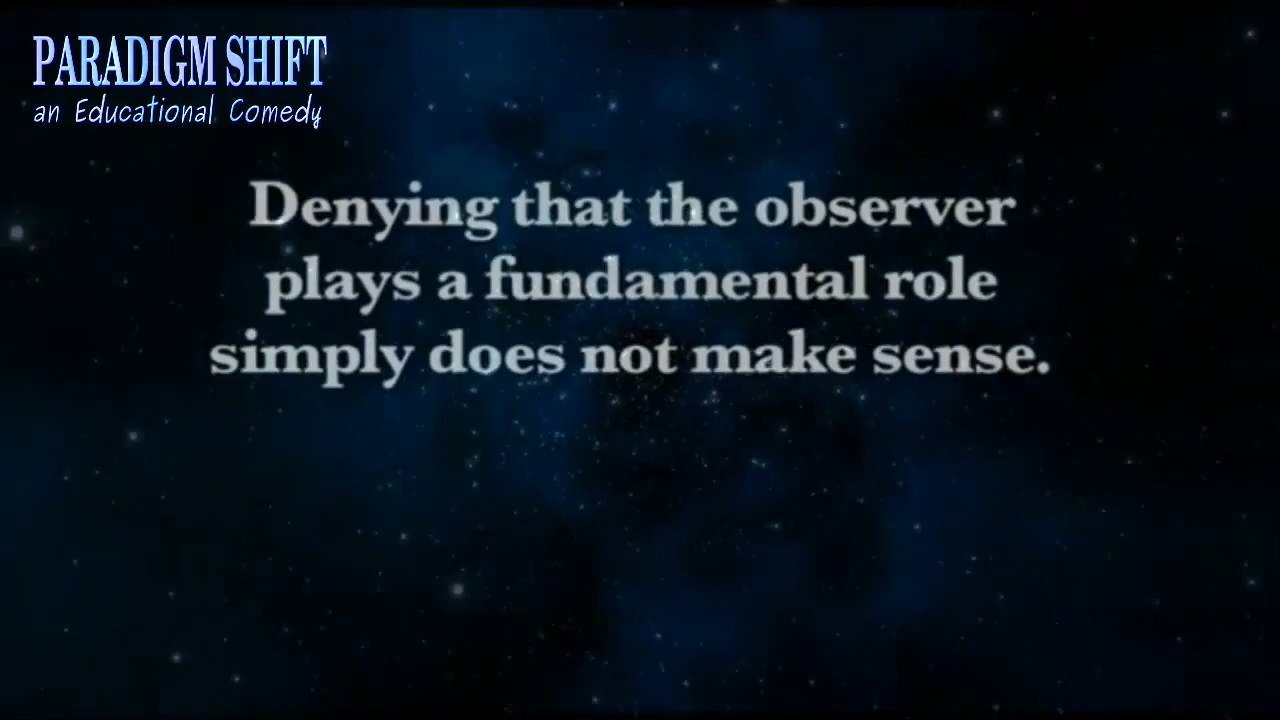 PARADIGM SHIFT
an Educational Comedy
Denying that the observer
plays a fundamental role
simply does not make sense.